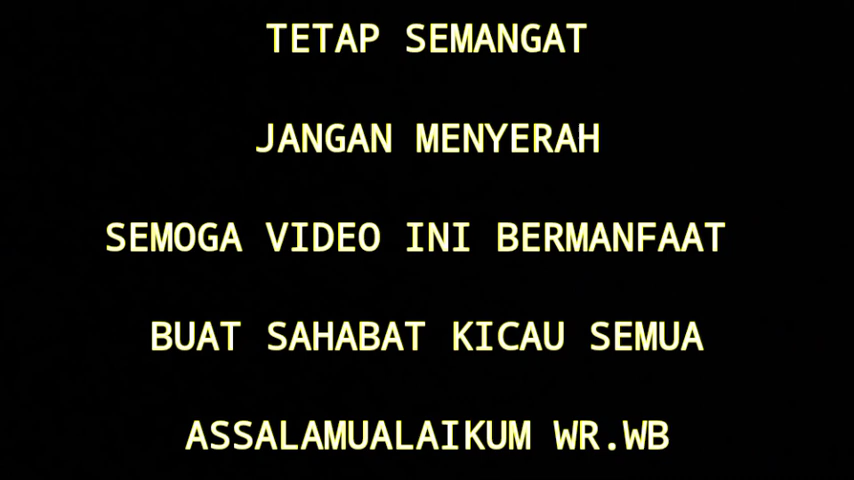 TETAP SEMANGAT
JANGAN MENYERAH
SEMOGA VIDEO INI BERMANFAAT
BUAT SAHABAT KICAU SEMUA
ASSALAMUALAIKUM WR.WB